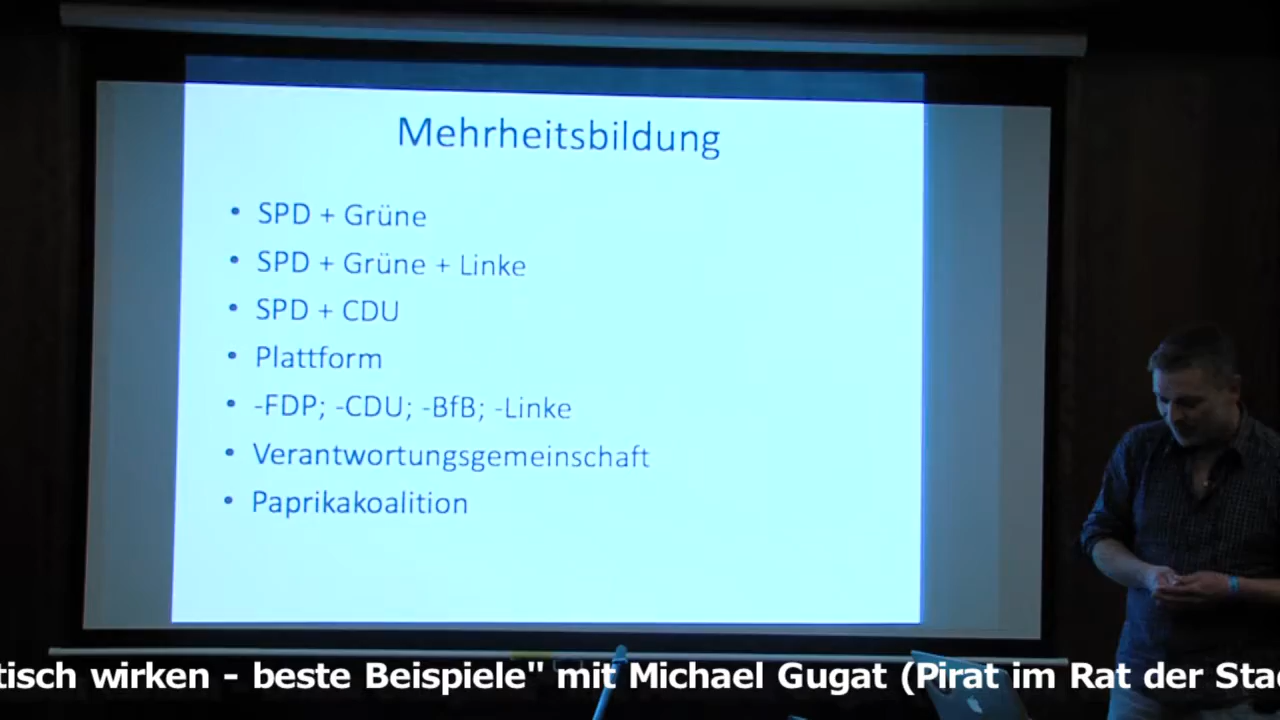 Mehrheitsbildung
• SPD + Grüne
• SPD + Grüne + Linke
• SPD + CDU
• Plattform
• -FDP; -CDU; -BfB; -Linke
• Verantwortungsgemeinschaft
• Paprikakoalition
tisch wirken - beste Beispiele" mit Michael Gugat (Pirat im Rat der Sta